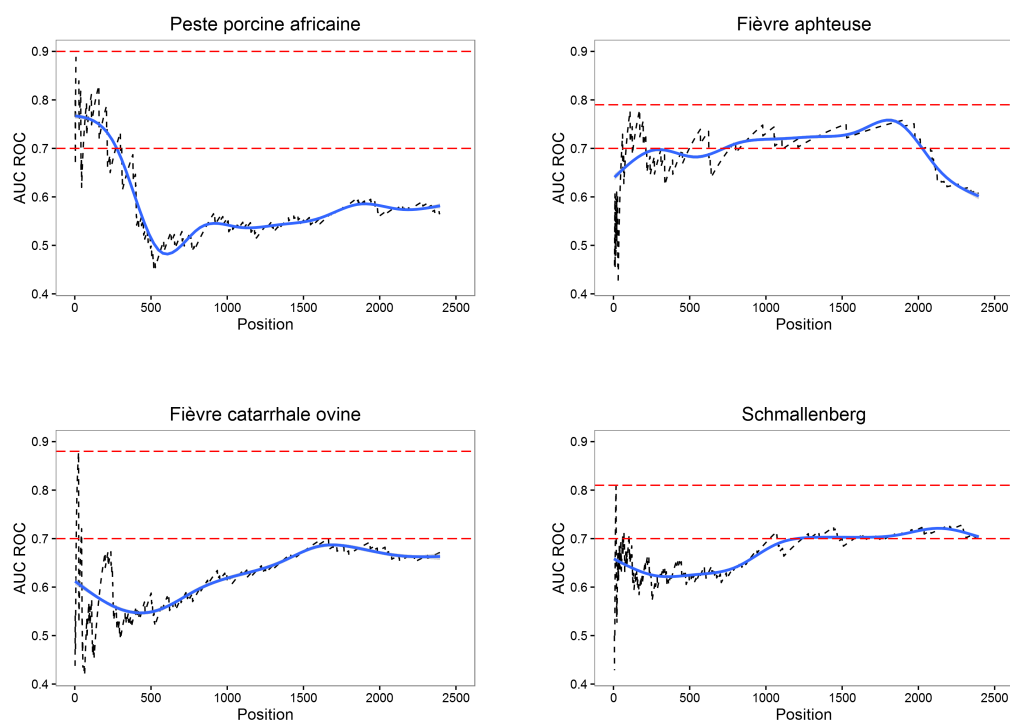 Peste porcine africaine
AUC ROC
0.9
0.8
0.7
0.6
0.5
0.4
0 500 1000 1500 2000 2500
Position
Fièvre aphteuse
AUC ROC
0.9
0.8
0.7
0.6
0.5
0.4
0 500 1000 1500 2000 2500
Position
Fièvre catarrhale ovine
AUC ROC
0.9
0.8
0.7
0.6
0.5
0.4
0 500 1000 1500 2000 2500
Position
Schmallenberg
AUC ROC
0.9
0.8
0.7
0.6
0.5
0.4
0 500 1000 1500 2000 2500
Position